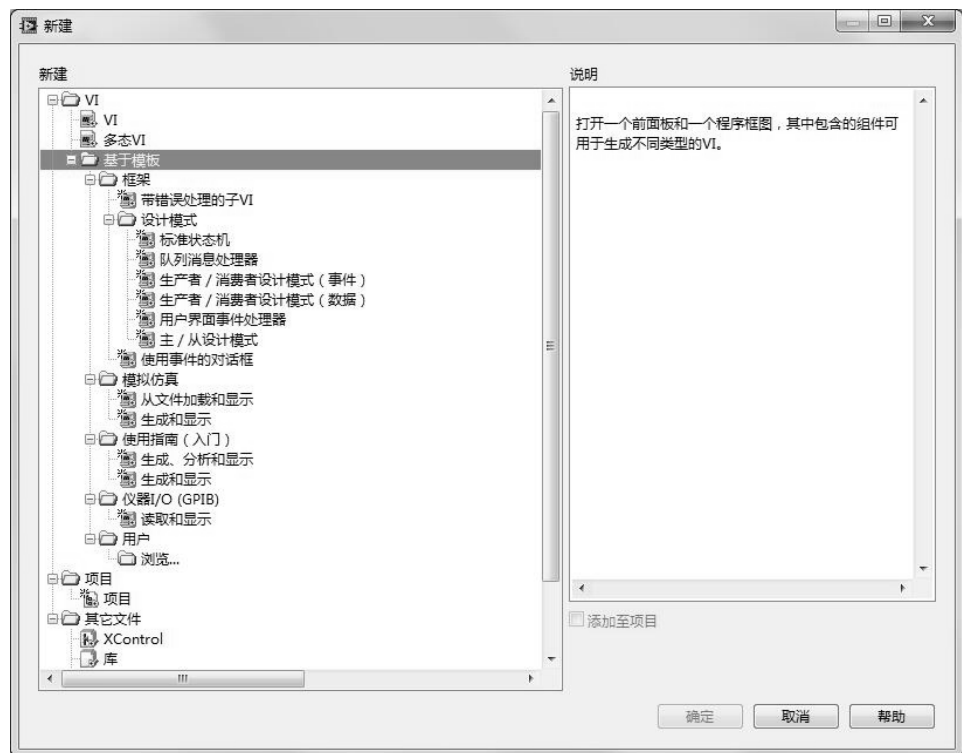 新建
新建
VI
VI
多态VI
基于模板
框架
带错误处理的子VI
设计模式
标准状态机
队列消息处理器
生产者 / 消费者设计模式 ( 事件 )
生产者 / 消费者设计模式 ( 数据 )
用户界面事件处理器
主 / 从设计模式
使用事件的对话框
模拟仿真
从文件加载和显示
生成和显示
使用指南 ( 入门 )
生成、分析和显示
生成和显示
仪器I/O (GPIB)
读取和显示
用户
浏览...
项目
项目
其它文件
XControl
库
说明
打开一个前面板和一个程序框图，其中包含的组件可
用于生成不同类型的VI。
添加至项目
确定
取消
帮助